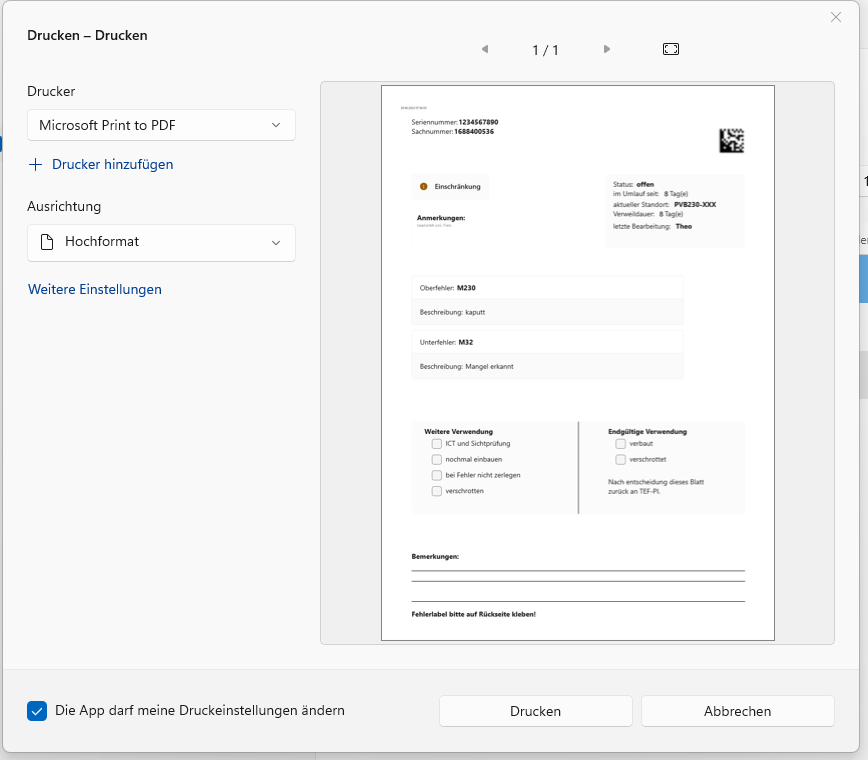 Drucken – Drucken
1 / 1
Drucker
Microsoft Print to PDF
Drucker hinzufügen
Ausrichtung
Hochformat
Weitere Einstellungen
Seriennummer: 1234567890
Sachnummer: 1688400536
Einschränkung
Anmerkungen:
Status: offen
im Umlauf seit: 8 Tag(e)
aktueller Standort: PVB230-XXX
Verweildauer: 8 Tag(e)
letzte Bearbeitung: Theo
Oberfehler: M230
Beschreibung: kaputt
Unterfehler: M32
Beschreibung: Mangel erkannt
Weitere Verwendung
ICT und Sichtprüfung
nochmal einbauen
bei Fehler nicht zerlegen
verschrotten
Endgültige Verwendung
verbaut
verschrottet
Nach entscheidung dieses Blatt
zurück an TEF-PI.
Bemerkungen:
Fehlerlabel bitte auf Rückseite kleben!
Die App darf meine Druckeinstellungen ändern
Drucken
Abbrechen